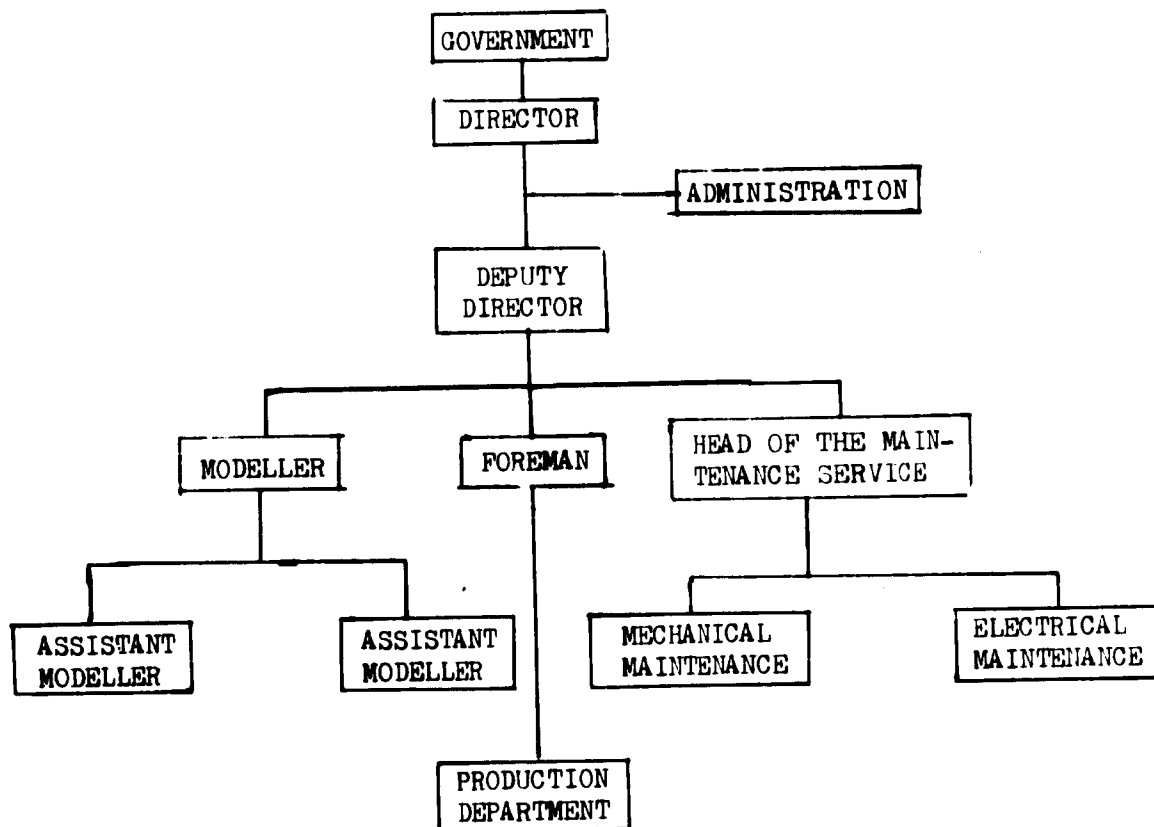 GOVERNMENT
DIRECTOR
ADMINISTRATION
DEPUTY
DIRECTOR
MODELLER
FOREMAN
HEAD OF THE MAIN-
TENANCE SERVICE
ASSISTANT
MODELLER
ASSISTANT
MODELLER
MECHANICAL
MAINTENANCE
ELECTRICAL
MAINTENANCE
PRODUCTION
DEPARTMENT